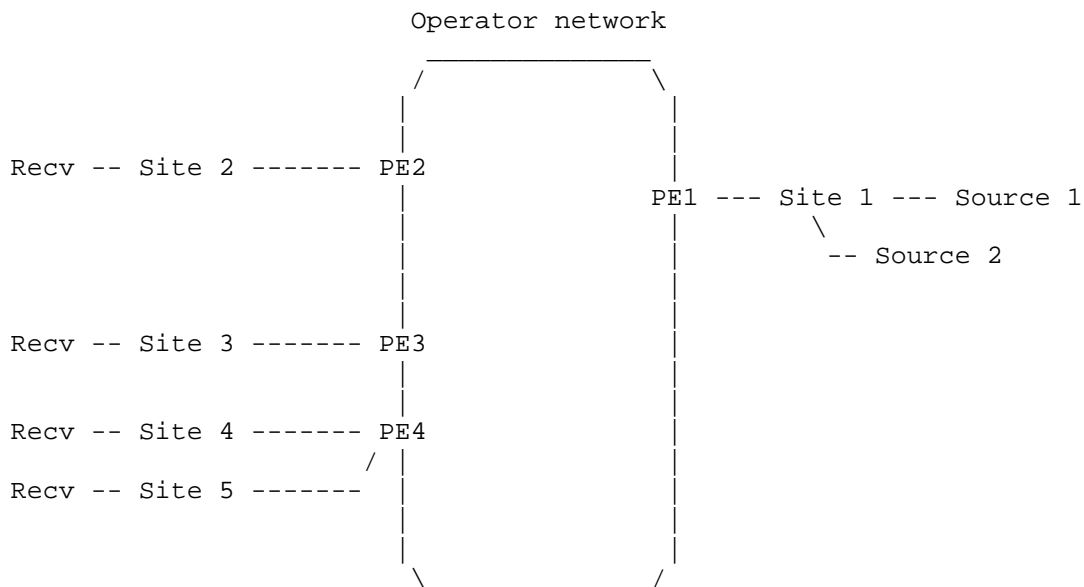 Operator network
Recv -- Site 2 ------- PE2
PE1 --- Site 1 --- Source 1
-- Source 2
Recv -- Site 3 ------- PE3
Recv -- Site 4 ------- PE4
Recv -- Site 5 -------